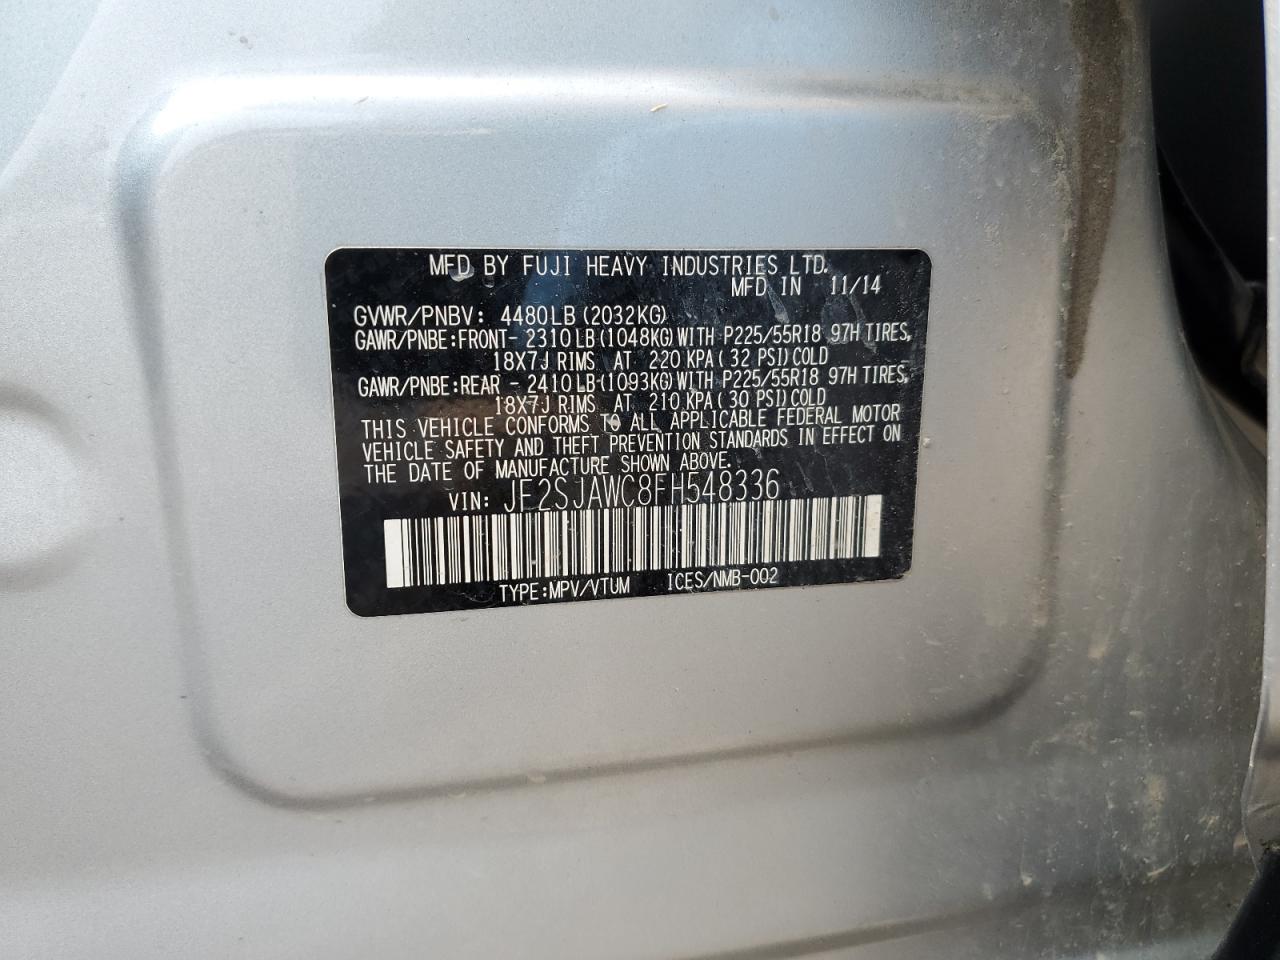 MFD BY FUJI HEAVY INDUSTRIES LTD.
MFD IN 11/14
GVWR/PNBV: 4480LB (2032KG)
GAWR/PNBE:FRONT- 2310LB(1048KG)WITH P225/55R18 97H TIRES,
18X7J RIMS AT 220 KPA( 32 PSI)COLD
GAWR/PNBE:REAR - 2410LB(1093KG)WITH P225/55R18 97H TIRES,
18X7J RIMS AT 210 KPA( 30 PSI)COLD
THIS VEHICLE CONFORMS TO ALL APPLICABLE FEDERAL MOTOR
VEHICLE SAFETY AND THEFT PREVENTION STANDARDS IN EFFECT ON
THE DATE OF MANUFACTURE SHOWN ABOVE.
VIN: JF2SJAWC8FH548336
TYPE:MPV/VTUM ICES/NMB-002